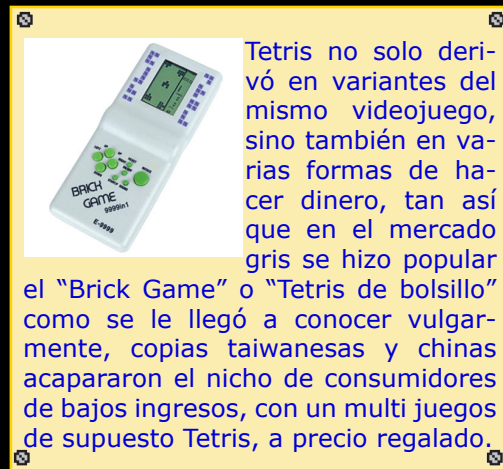 BRICK
GAME
9999in1
E-9999
Tetris no solo deri-
vó en variantes del
mismo videojuego,
sino también en va-
rias formas de ha-
cer dinero, tan así
que en el mercado
gris se hizo popular
el “Brick Game” o “Tetris de bolsillo”
como se le llegó a conocer vulgar-
mente, copias taiwanesas y chinas
acapararon el nicho de consumidores
de bajos ingresos, con un multi juegos
de supuesto Tetris, a precio regalado.